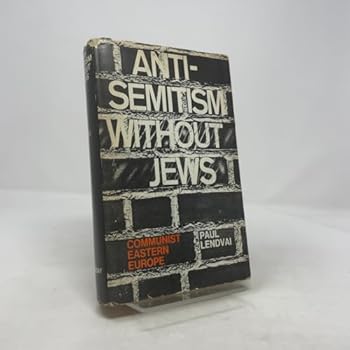 ANTI-
SEMITISM
WITHOUT
JEWS
COMMUNIST
EASTERN
EUROPE
PAUL
LENDVAI